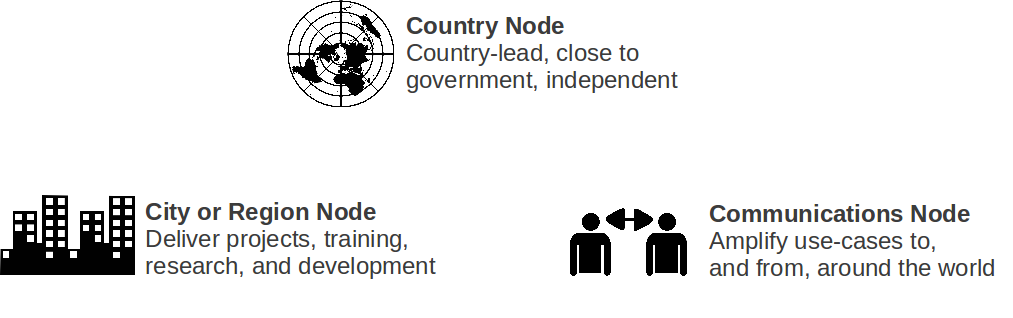 Country Node
Country-lead, close to
government, independent
City or Region Node
Deliver projects, training,
research, and development
Communications Node
Amplify use-cases to,
and from, around the world